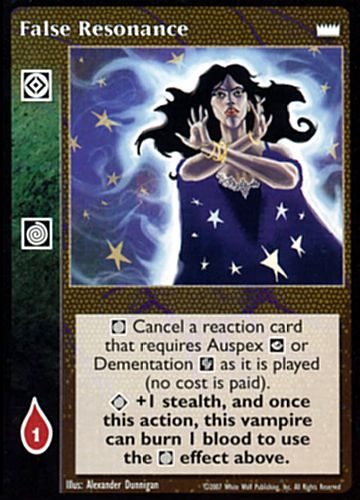 False Resonance
Cancel a reaction card
that requires Auspex or
Dementation as it is played
(no cost is paid).
+1 stealth, and once
this action, this vampire
can burn 1 blood to use
the effect above.
1
Illus: Alexander Dunnigan ©2007 White Wolf Publishing, Inc. All Rights Reserved.